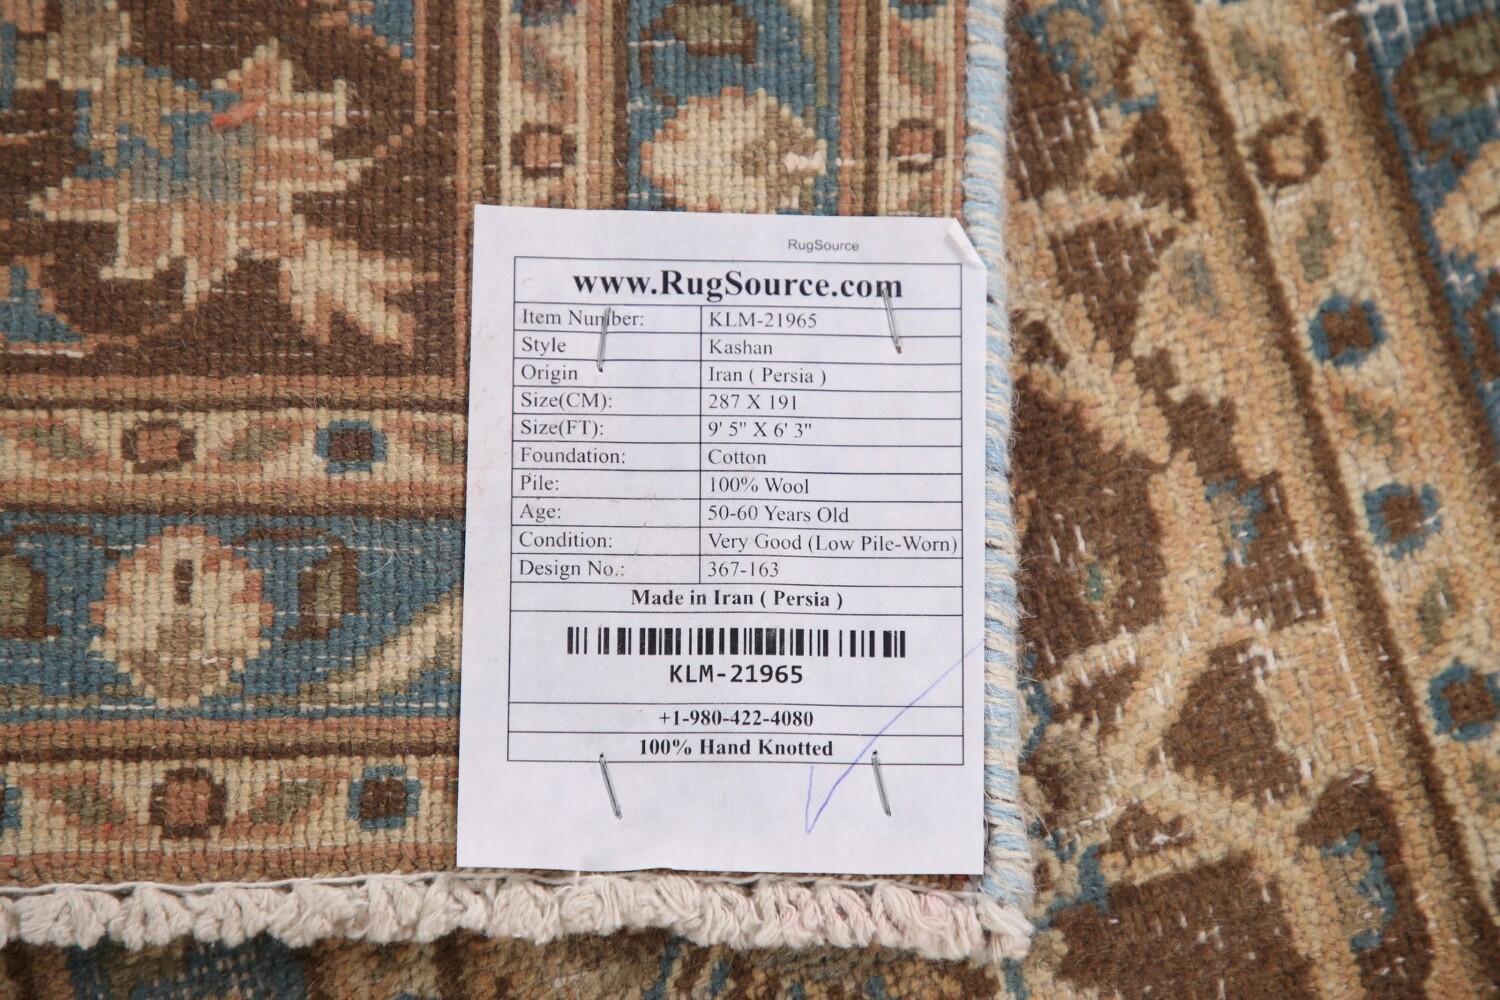 RugSource
www.RugSource.com
Item Number: KLM-21965
Style Kashan
Origin Iran ( Persia )
Size(CM): 287 X 191
Size(FT): 9' 5" X 6' 3"
Foundation: Cotton
Pile: 100% Wool
Age: 50-60 Years Old
Condition: Very Good (Low Pile-Worn)
Design No.: 367-163
Made in Iran ( Persia )
KLM-21965
+1-980-422-4080
100% Hand Knotted